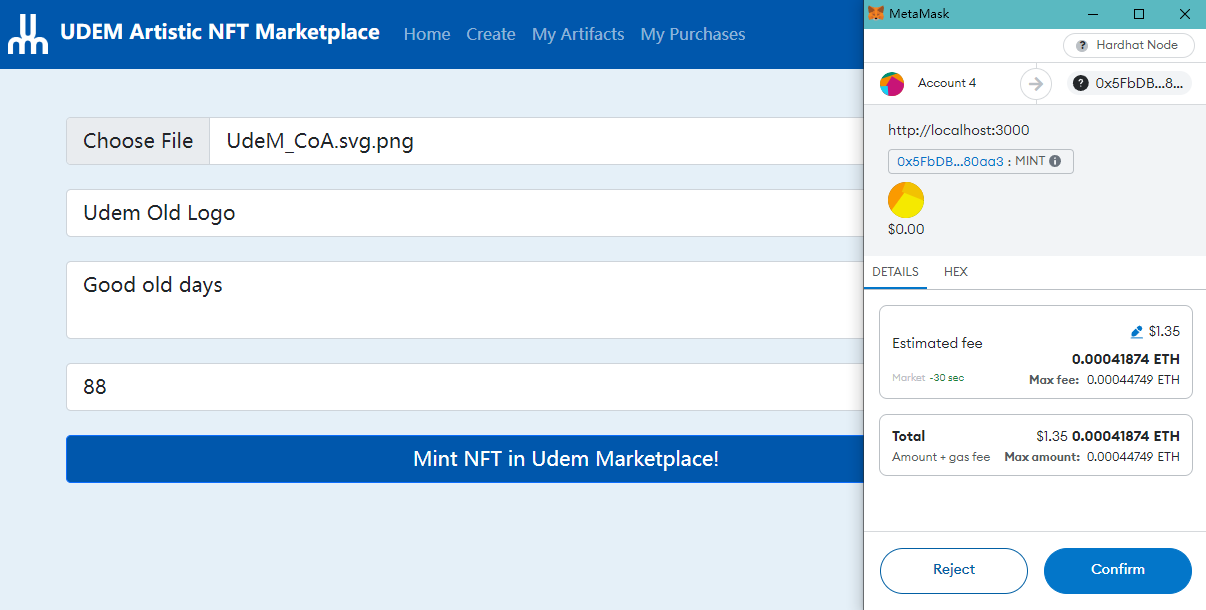 UDEM Artistic NFT Marketplace Home Create My Artifacts My Purchases
Choose File UdeM_CoA.svg.png
Udem Old Logo
Good old days
88
Mint NFT in Udem Marketplace!
MetaMask
? Hardhat Node
Account 4 ? 0x5FbDB...8...
http://localhost:3000
0x5FbDB...80aa3 : MINT
$0.00
DETAILS HEX
$1.35
Estimated fee
0.00041874 ETH
Market ~30 sec Max fee: 0.00044749 ETH
Total $1.35 0.00041874 ETH
Amount + gas fee Max amount: 0.00044749 ETH
Reject Confirm